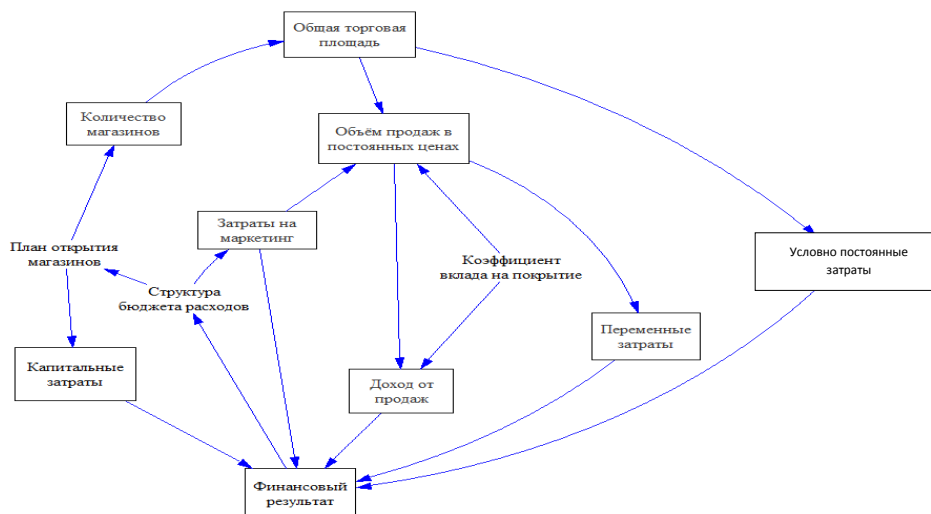 Общая торговая
площадь
Количество
магазинов
Объём продаж в
постоянных ценах
Затраты на
маркетинг
План открытия
магазинов
Коэффициент
вклада на покрытие
Условно постоянные
затраты
Структура
бюджета расходов
Переменные
затраты
Капитальные
затраты
Доход от
продаж
Финансовый
результат